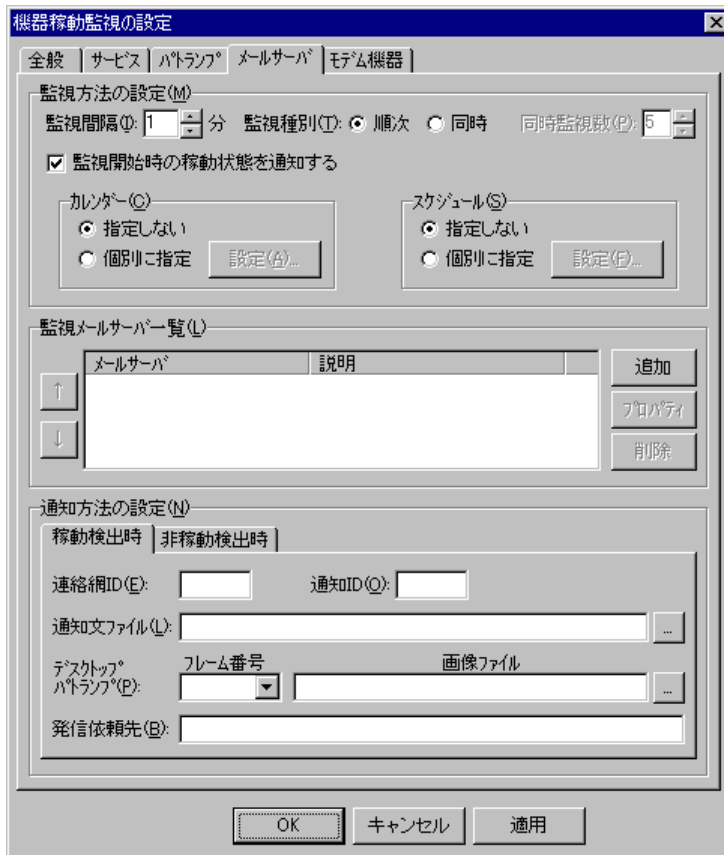 機器稼動監視の設定
全般 ｻｰﾋﾞｽ ﾊﾟﾄﾗﾝﾌﾟ ﾒｰﾙｻｰﾊﾞ ﾓﾃﾞﾑ機器
監視方法の設定(M)
監視間隔(I): 1 分 監視種別(T): 順次 同時 同時監視数(P): 5
監視開始時の稼動状態を通知する
ｶﾚﾝﾀﾞｰ(C) ｽｹｼﾞｭｰﾙ(S)
指定しない 指定しない
個別に指定 設定(A)... 個別に指定 設定(F)...
監視ﾒｰﾙｻｰﾊﾞ一覧(L)
ﾒｰﾙｻｰﾊﾞ 説明 追加
↑
ﾌﾟﾛﾊﾟﾃｨ
↓ 削除
通知方法の設定(N)
稼動検出時 非稼動検出時
連絡網ID(E): 通知ID(O):
通知文ﾌｧｲﾙ(L): ...
ﾃﾞｽｸﾄｯﾌﾟ ﾌﾚｰﾑ番号 画像ﾌｧｲﾙ
ﾊﾟﾄﾗﾝﾌﾟ(P): ...
発信依頼先(B):
OK キャンセル 適用